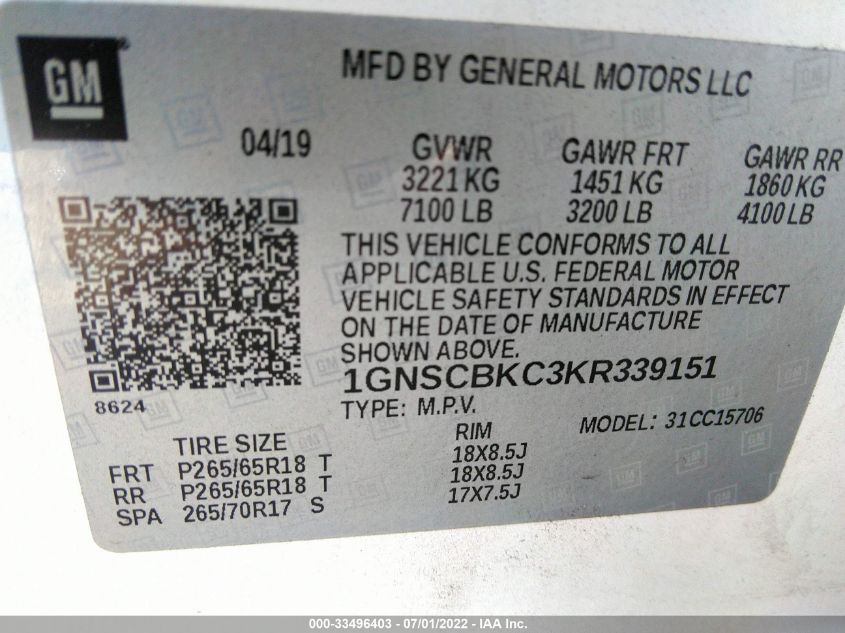 GM
MFD BY GENERAL MOTORS LLC
04/19 GVWR GAWR FRT GAWR RR
3221 KG 1451 KG 1860 KG
7100 LB 3200 LB 4100 LB
THIS VEHICLE CONFORMS TO ALL
APPLICABLE U.S. FEDERAL MOTOR
VEHICLE SAFETY STANDARDS IN EFFECT
ON THE DATE OF MANUFACTURE
SHOWN ABOVE.
1GNSCBKC3KR339151
8624
TYPE: M.P.V.
MODEL: 31CC15706
TIRE SIZE RIM
FRT P265/65R18 T 18X8.5J
RR P265/65R18 T 18X8.5J
SPA 265/70R17 S 17X7.5J
000-33496403 - 07/01/2022 - IAA Inc.